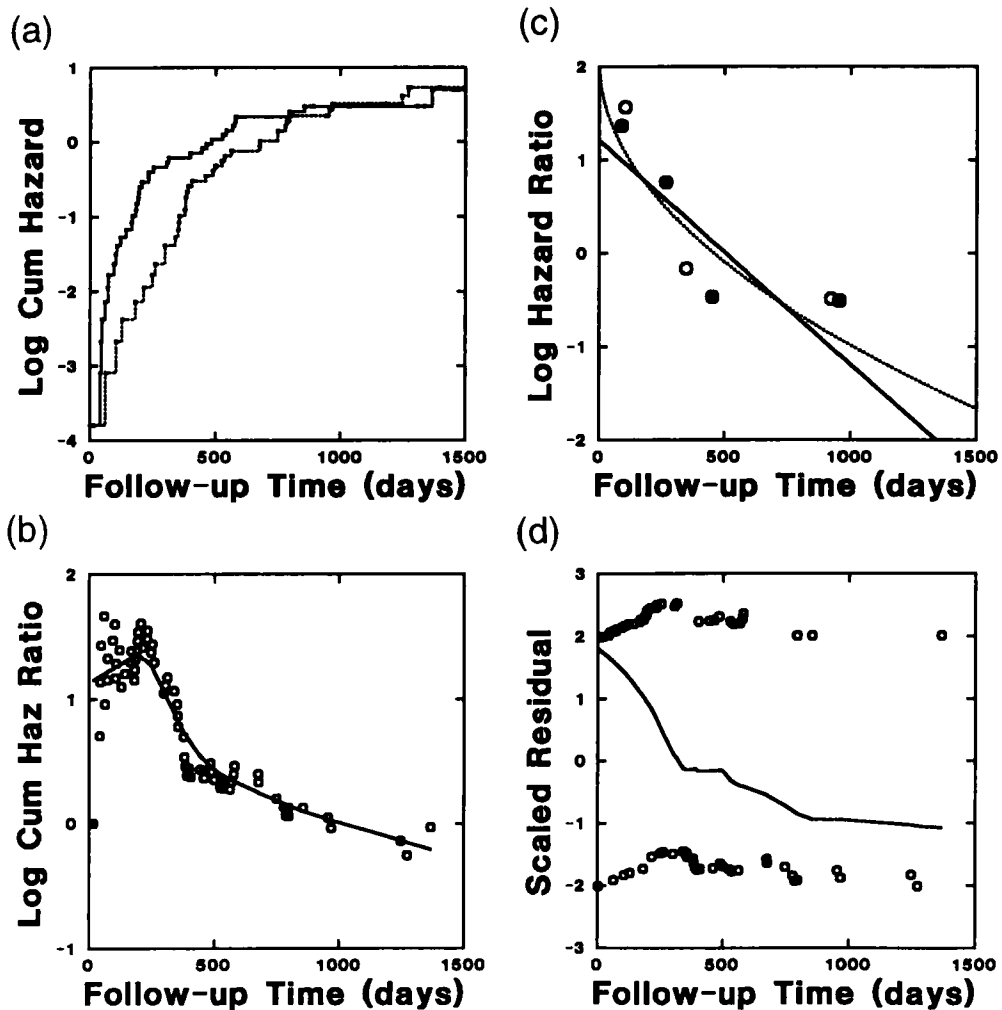 (a)
Log Cum Hazard
1
0
-1
-2
-3
-4
0 500 1000 1500
Follow-up Time (days)
(c)
Log Hazard Ratio
2
1
0
-1
-2
0 500 1000 1500
Follow-up Time (days)
(b)
Log Cum Haz Ratio
2
1
0
-1
0 500 1000 1500
Follow-up Time (days)
(d)
Scaled Residual
3
2
1
0
-1
-2
-3
0 500 1000 1500
Follow-up Time (days)